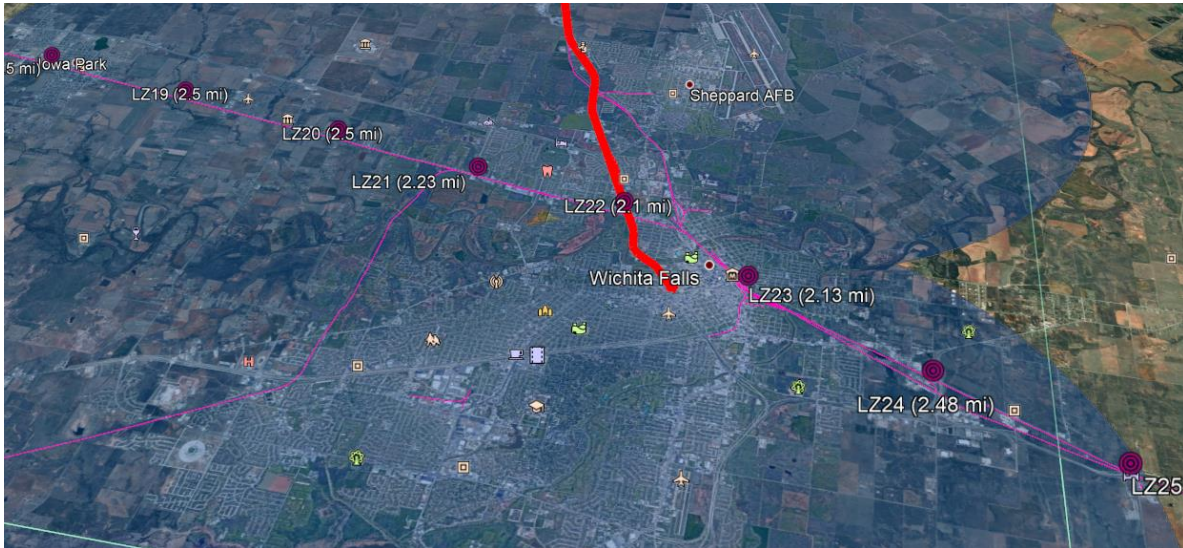 Iowa Park
5 mi)
LZ19 (2.5 mi)
Sheppard AFB
LZ20 (2.5 mi)
LZ21 (2.23 mi)
LZ22 (2.1 mi)
Wichita Falls
LZ23 (2.13 mi)
LZ24 (2.48 mi)
LZ25